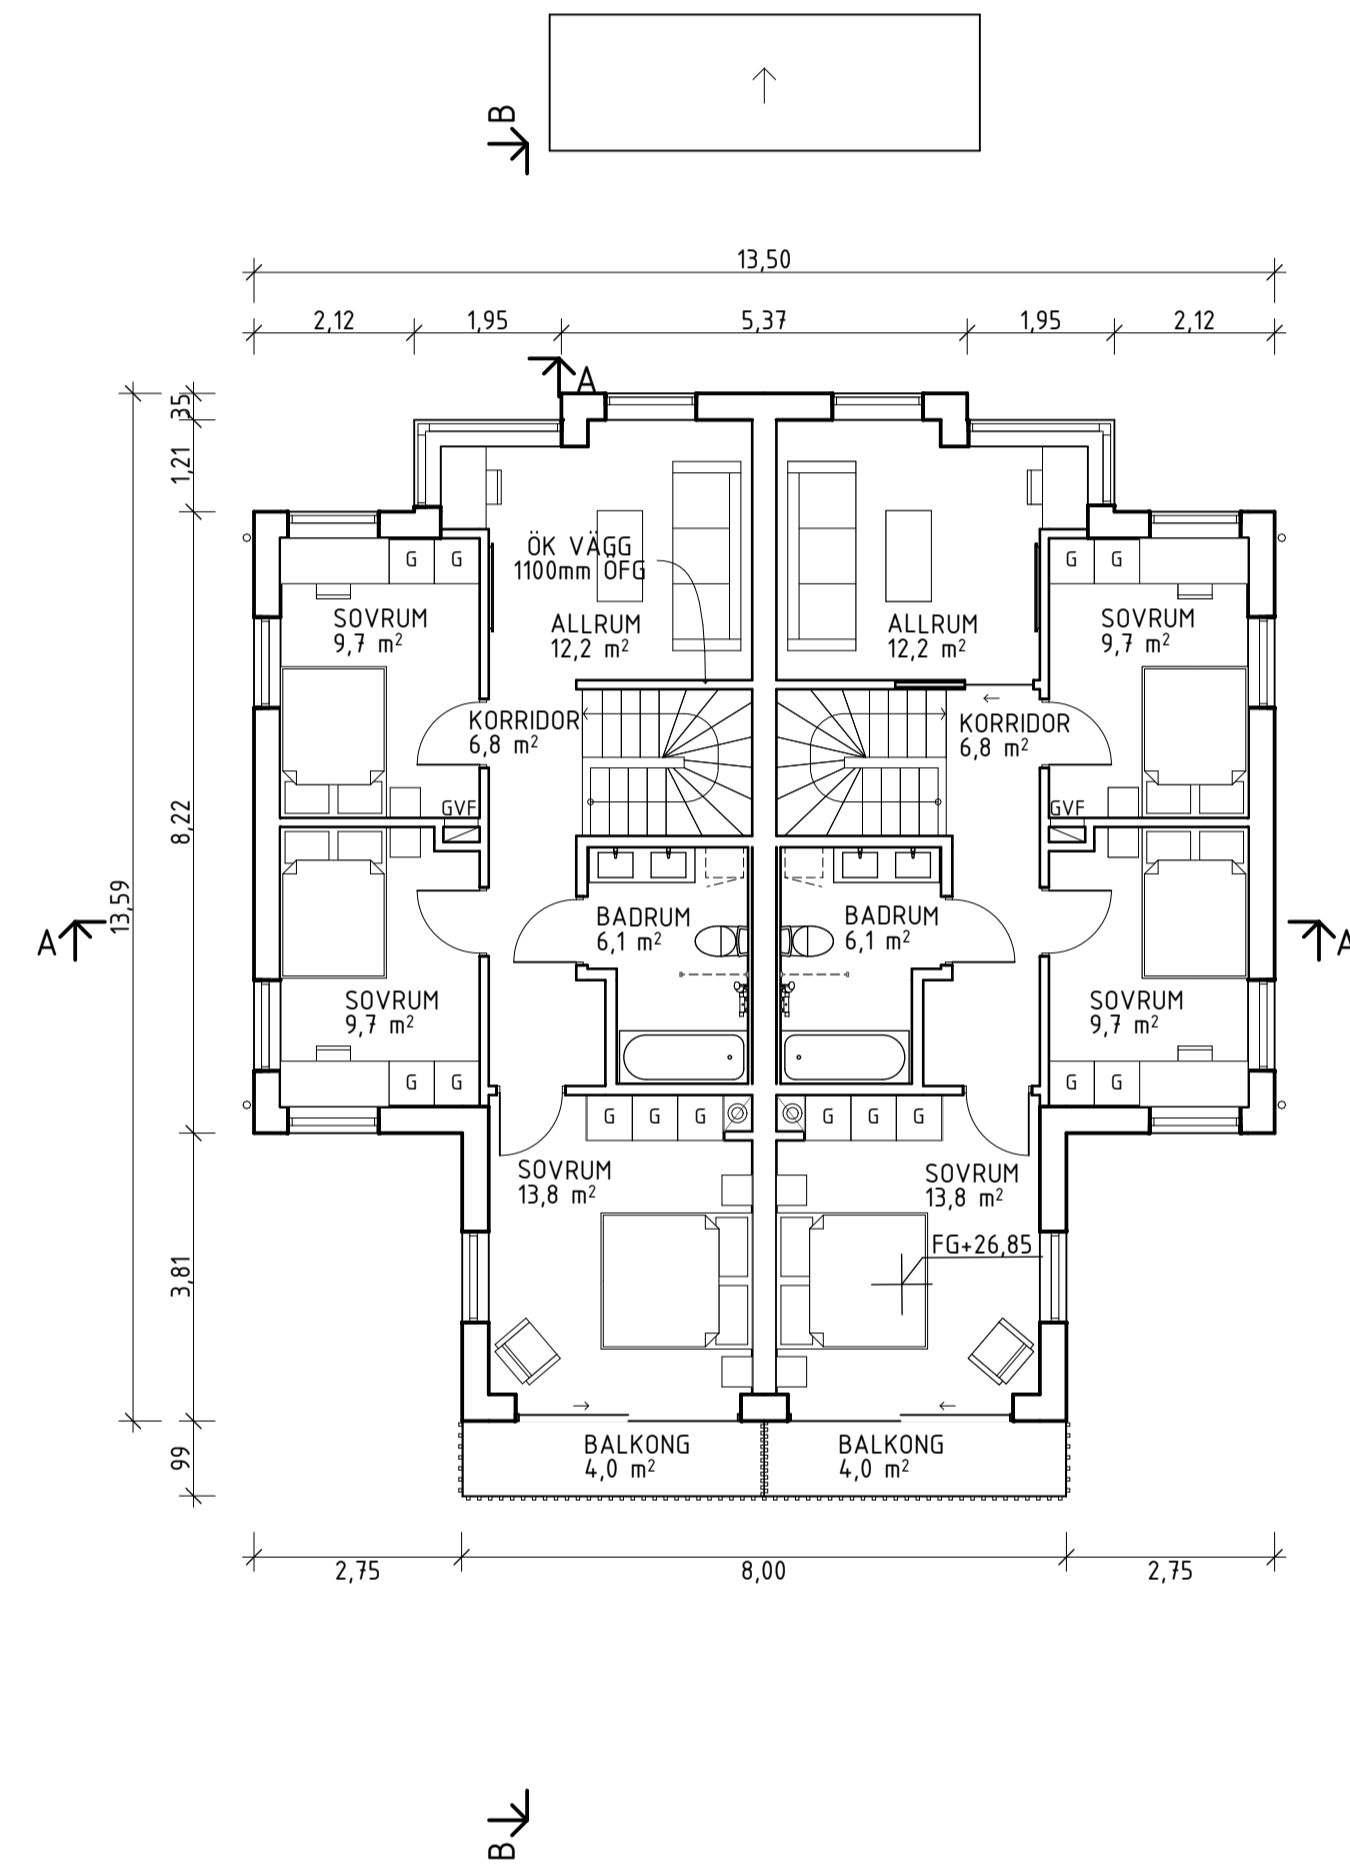 B
13,50
2,12 1,95 5,37 1,95 2,12
A
35
1,21
G G G G
ÖK VÄGG
1100mm ÖFG
SOVRUM
9,7 m²
ALLRUM
12,2 m²
ALLRUM
12,2 m²
SOVRUM
9,7 m²
KORRIDOR
6,8 m²
KORRIDOR
6,8 m²
GVF GVF
8,22
13,59
A
BADRUM
6,1 m²
BADRUM
6,1 m²
A
SOVRUM
9,7 m²
SOVRUM
9,7 m²
G G G G
G G G G G G
SOVRUM
13,8 m²
SOVRUM
13,8 m²
FG+26,85
3,81
99
BALKONG
4,0 m²
BALKONG
4,0 m²
2,75 8,00 2,75
B